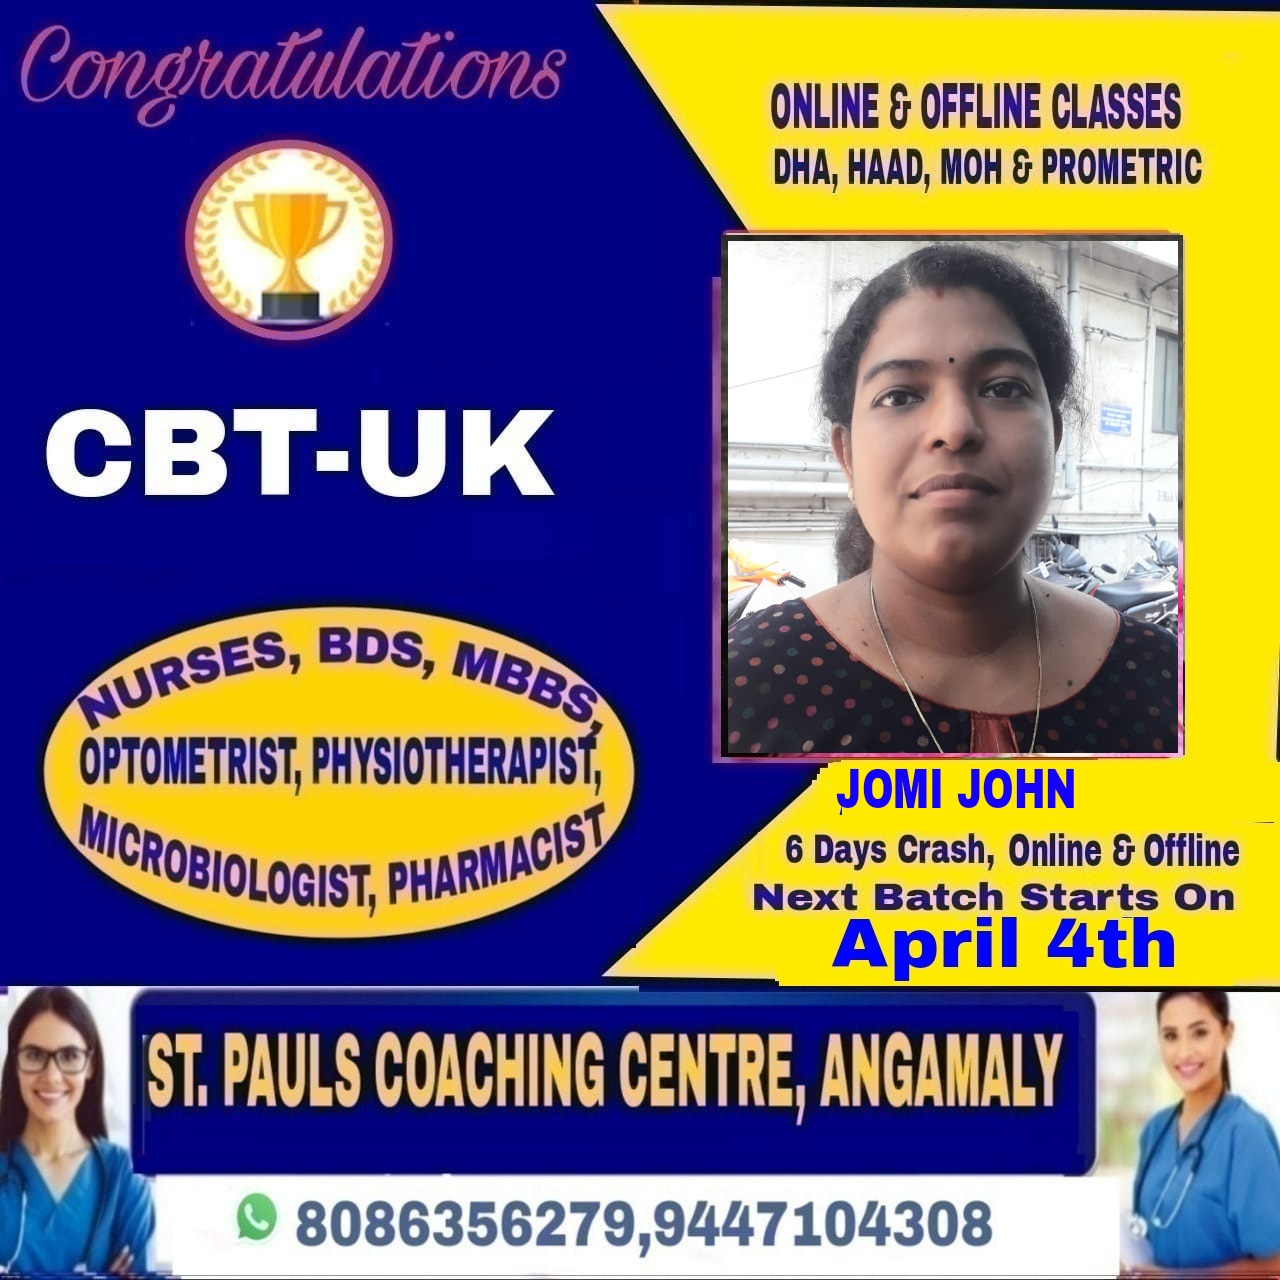 Congratulations
ONLINE & OFFLINE CLASSES
DHA, HAAD, MOH & PROMETRIC
CBT-UK
NURSES, BDS, MBBS,
OPTOMETRIST, PHYSIOTHERAPIST,
MICROBIOLOGIST, PHARMACIST
JOMI JOHN
6 Days Crash, Online & Offline
Next Batch Starts On
April 4th
ST. PAULS COACHING CENTRE, ANGAMALY
8086356279,9447104308